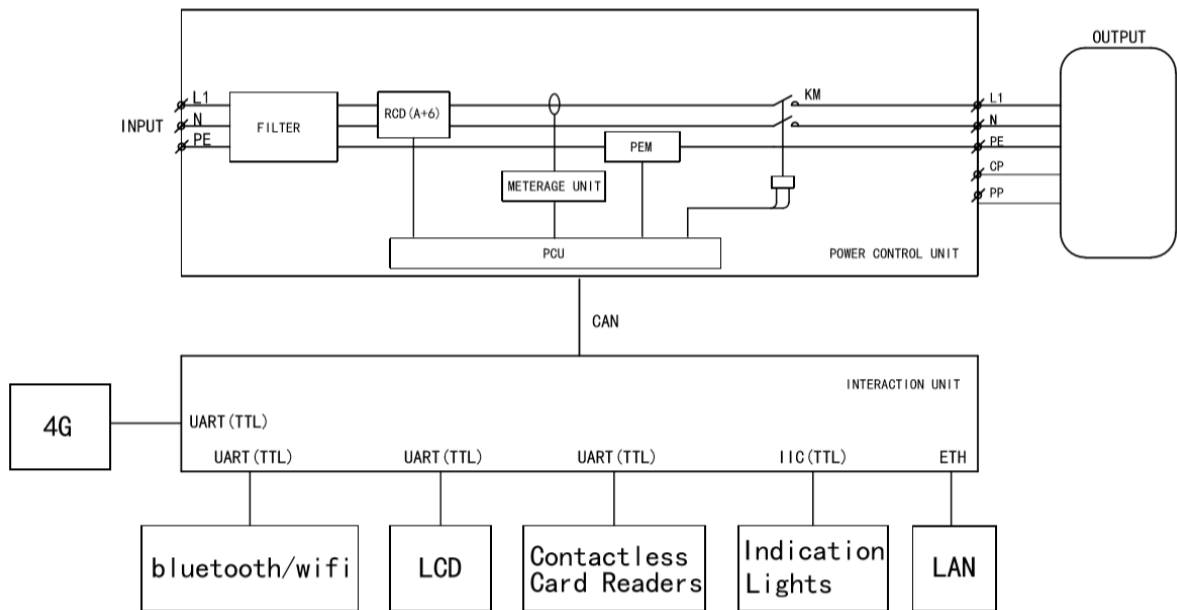 OUTPUT
INPUT
L1
N
PE
FILTER
RCD(A+6)
METERAGE UNIT
PEM
KM
PCU
POWER CONTROL UNIT
L1
N
PE
CP
PP
CAN
INTERACTION UNIT
4G
UART(TTL)
UART(TTL)
UART(TTL)
UART(TTL)
IIC(TTL)
ETH
bluetooth/wifi
LCD
Contactless
Card Readers
Indication
Lights
LAN